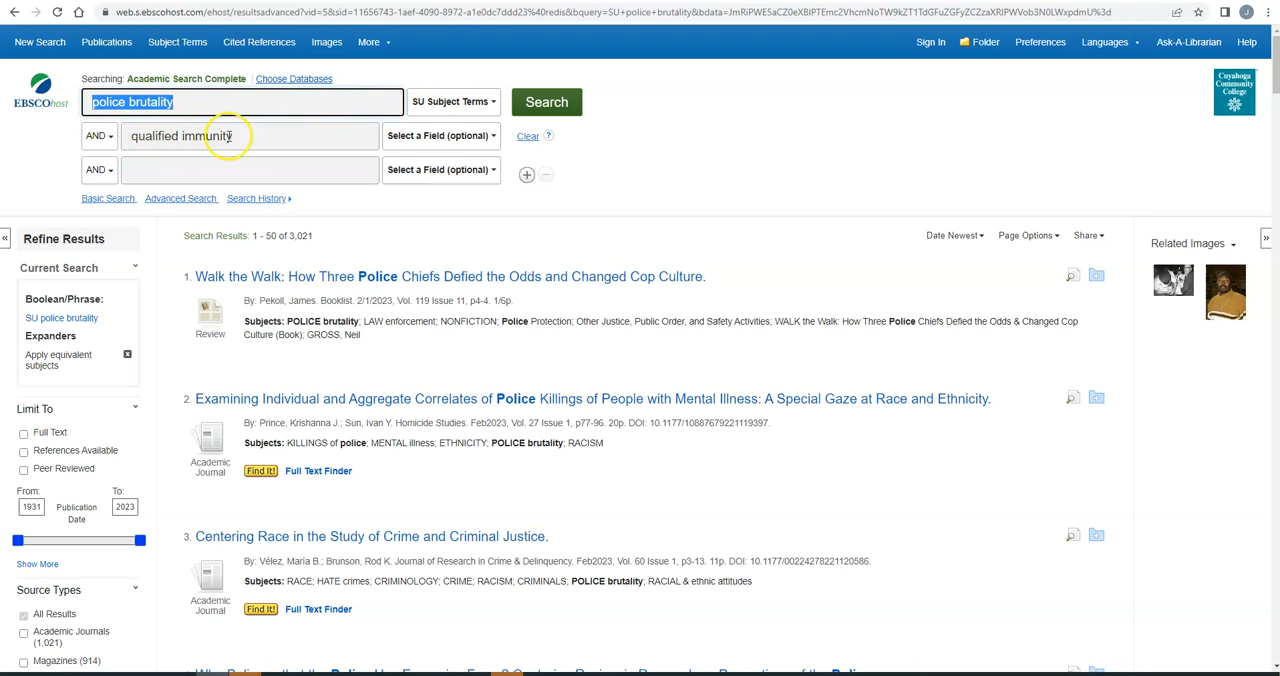 web.s.ebscohost.com/ehost/resultsadvanced?vid=5&sid=11656743-1aef-4090-8972-a1e0dc7ddd23%40redis&bquery=SU+police+brutality&bdata=JmRiPWE5aCZ0eXBlPTEmc2VhcmNoTW9kZT1TdGFuZGFyZCZzaXRlPWVob3N0LWxpdmU%3d
New Search Publications Subject Terms Cited References Images More Sign In Folder Preferences Languages Ask-A-Librarian Help
Searching: Academic Search Complete Choose Databases
EBSCOhost
police brutality SU Subject Terms Search
Cuyahoga Community College
AND qualified immunity Select a Field (optional) Clear ?
AND Select a Field (optional)
Basic Search Advanced Search Search History
Refine Results
Current Search
Boolean/Phrase:
SU police brutality
Expanders
Apply equivalent
subjects
Limit To
Full Text
References Available
Peer Reviewed
From: To:
1931 Publication Date 2023
Show More
Source Types
All Results
Academic Journals
(1,021)
Magazines (914)
Search Results: 1 - 50 of 3,021 Date Newest Page Options Share
1. Walk the Walk: How Three Police Chiefs Defied the Odds and Changed Cop Culture.
By: Pekoll, James. Booklist. 2/1/2023, Vol. 119 Issue 11, p4-4. 1/6p.
Subjects: POLICE brutality; LAW enforcement; NONFICTION; Police Protection; Other Justice, Public Order, and Safety Activities; WALK the Walk: How Three Police Chiefs Defied the Odds & Changed Cop
Culture (Book); GROSS, Neil
Review
2. Examining Individual and Aggregate Correlates of Police Killings of People with Mental Illness: A Special Gaze at Race and Ethnicity.
By: Prince, Krishanna J.; Sun, Ivan Y. Homicide Studies. Feb2023, Vol. 27 Issue 1, p77-96. 20p. DOI: 10.1177/10887679221119397.
Subjects: KILLINGS of police; MENTAL illness; ETHNICITY; POLICE brutality; RACISM
Academic
Journal
Find It! Full Text Finder
3. Centering Race in the Study of Crime and Criminal Justice.
By: Vélez, María B.; Brunson, Rod K. Journal of Research in Crime & Delinquency. Feb2023, Vol. 60 Issue 1, p3-13. 11p. DOI: 10.1177/00224278221120586.
Subjects: RACE; HATE crimes; CRIMINOLOGY; CRIME; RACISM; CRIMINALS; POLICE brutality; RACIAL & ethnic attitudes
Academic
Journal
Find It! Full Text Finder
Related Images